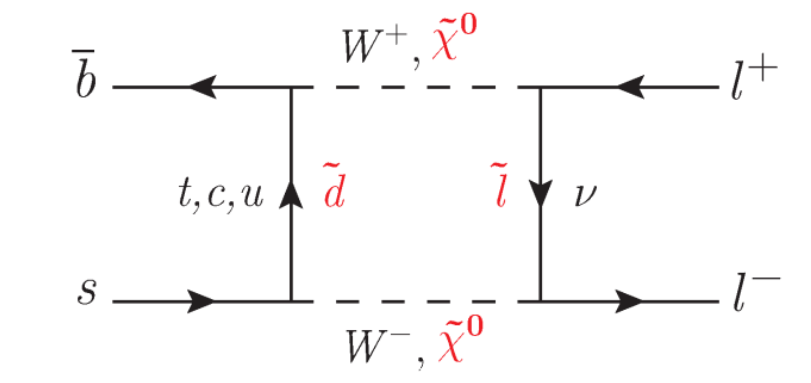 W⁺, χ̃⁰
b̄ l⁺
t,c,u d̃ l̃ ν
s l⁻
W⁻, χ̃⁰